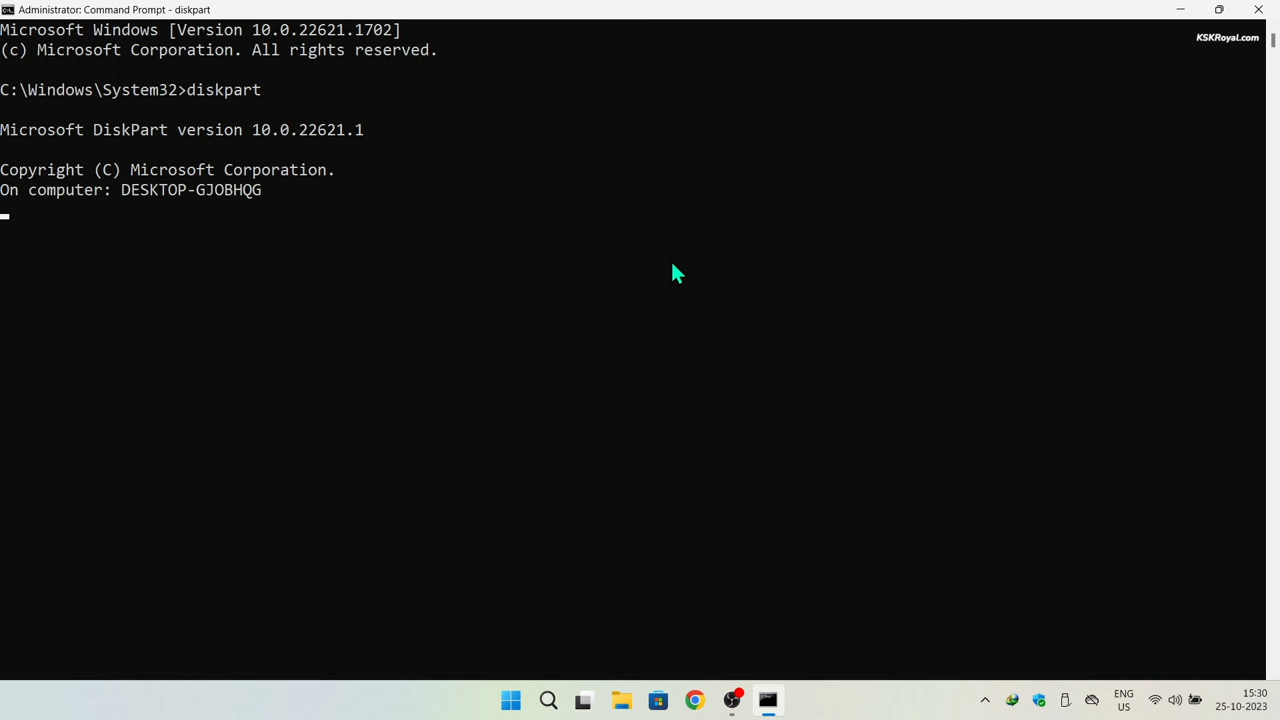 Administrator: Command Prompt - diskpart
Microsoft Windows [Version 10.0.22621.1702]
(c) Microsoft Corporation. All rights reserved.
KSKRoyal.com
C:\Windows\System32>diskpart
Microsoft DiskPart version 10.0.22621.1
Copyright (C) Microsoft Corporation.
On computer: DESKTOP-GJOBHQG
ENG
US
15:30
25-10-2023